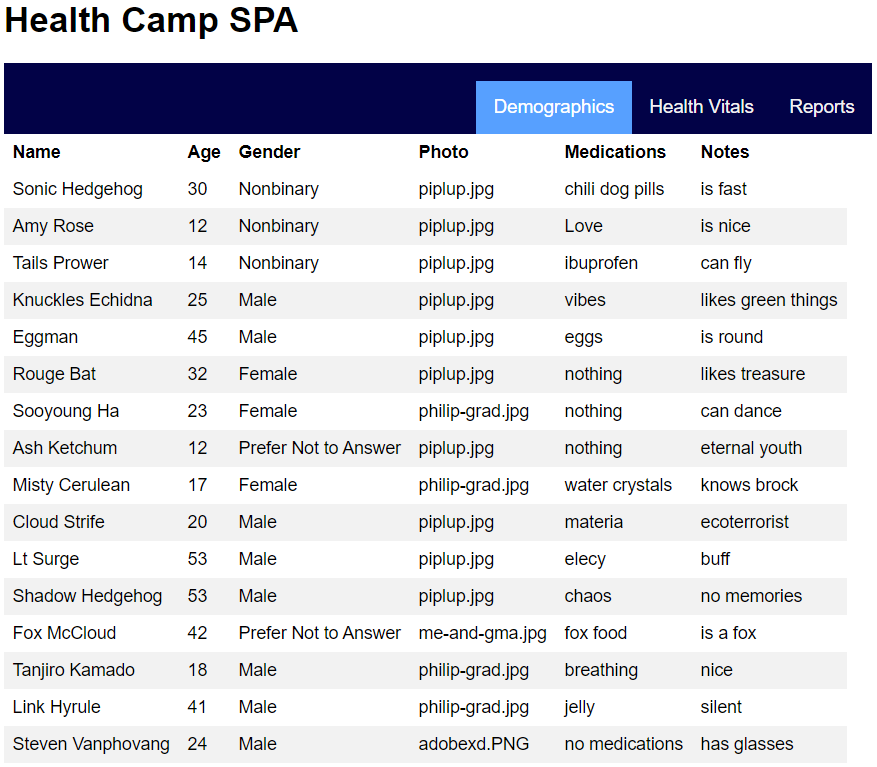 Health Camp SPA
Demographics Health Vitals Reports
Name Age Gender Photo Medications Notes
Sonic Hedgehog 30 Nonbinary piplup.jpg chili dog pills is fast
Amy Rose 12 Nonbinary piplup.jpg Love is nice
Tails Prower 14 Nonbinary piplup.jpg ibuprofen can fly
Knuckles Echidna 25 Male piplup.jpg vibes likes green things
Eggman 45 Male piplup.jpg eggs is round
Rouge Bat 32 Female piplup.jpg nothing likes treasure
Sooyoung Ha 23 Female philip-grad.jpg nothing can dance
Ash Ketchum 12 Prefer Not to Answer piplup.jpg nothing eternal youth
Misty Cerulean 17 Female philip-grad.jpg water crystals knows brock
Cloud Strife 20 Male piplup.jpg materia ecoterrorist
Lt Surge 53 Male piplup.jpg elecy buff
Shadow Hedgehog 53 Male piplup.jpg chaos no memories
Fox McCloud 42 Prefer Not to Answer me-and-gma.jpg fox food is a fox
Tanjiro Kamado 18 Male philip-grad.jpg breathing nice
Link Hyrule 41 Male philip-grad.jpg jelly silent
Steven Vanphovang 24 Male adobexd.PNG no medications has glasses